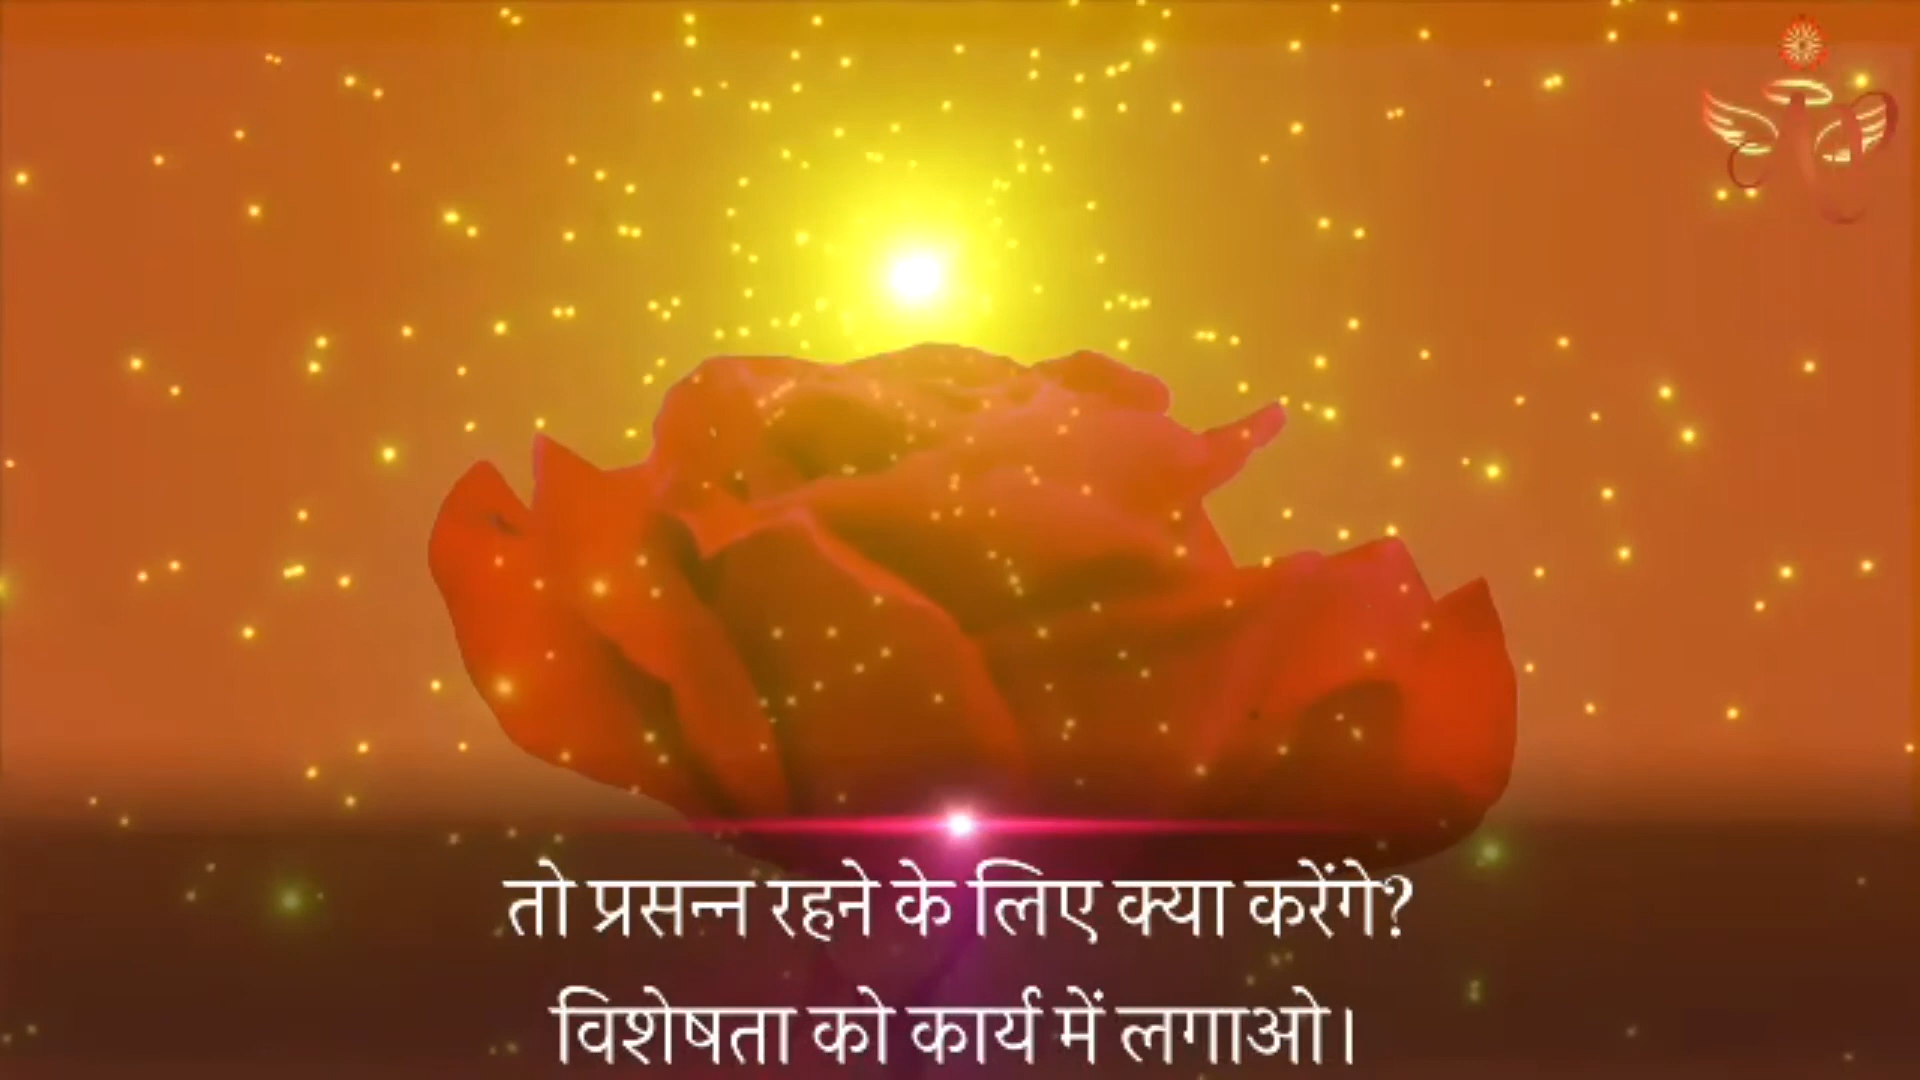 तो प्रसन्न रहने के लिए क्या करेंगे?
विशेषता को कार्य में लगाओ।